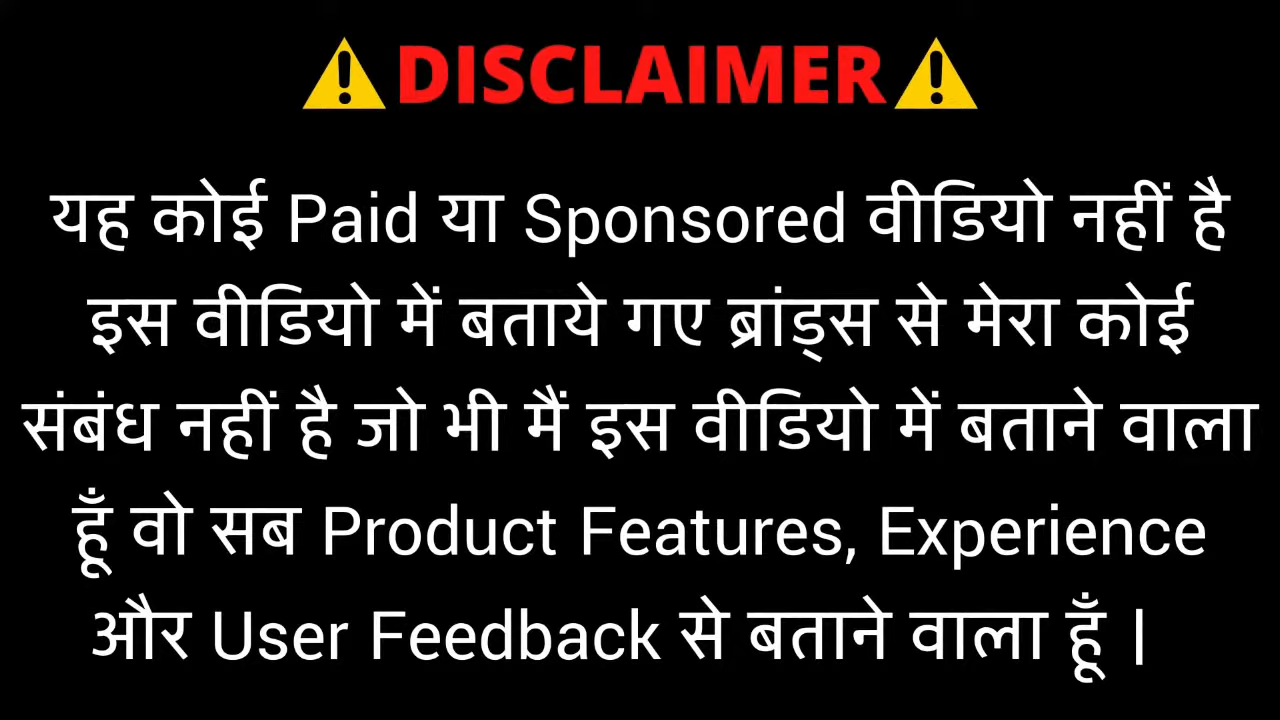 ⚠DISCLAIMER⚠
यह कोई Paid या Sponsored वीडियो नहीं है
इस वीडियो में बताये गए ब्रांड्स से मेरा कोई
संबंध नहीं है जो भी मैं इस वीडियो में बताने वाला
हूँ वो सब Product Features, Experience
और User Feedback से बताने वाला हूँ |